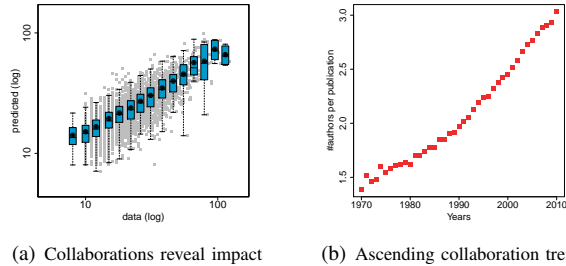 100
10
predicted (log)
10
100
data (log)
(a) Collaborations reveal impact
3.0
2.5
2.0
1.5
#authors per publication
1970
1980
1990
2000
2010
Years
(b) Ascending collaboration tre